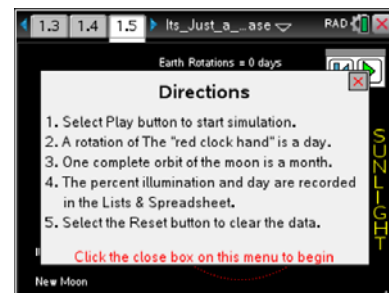 1.3 1.4 1.5 Its_Just_a_...ase RAD
Earth Rotations = 0 days
Directions
1. Select Play button to start simulation.
2. A rotation of The "red clock hand" is a day.
3. One complete orbit of the moon is a month.
4. The percent illumination and day are recorded
in the Lists & Spreadsheet.
5. Select the Reset button to clear the data.
Click the close box on this menu to begin
New Moon
SUNLIGHT